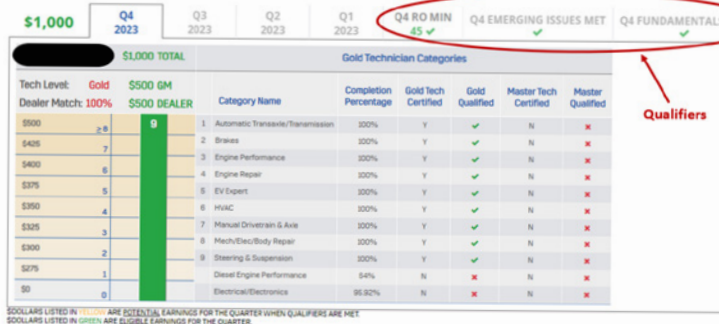 $1,000 Q4 2023 Q3 2023 Q2 2023 Q1 2023 Q4 RO MIN 45 ✔ Q4 EMERGING ISSUES MET ✔ Q4 FUNDAMENTALS ✔
$1,000 TOTAL Gold Technician Categories
Tech Level: Gold $500 GM
Dealer Match: 100% $500 DEALER
Category Name Completion Percentage Gold Tech Certified Gold Qualified Master Tech Certified Master Qualified
Qualifiers
$500 ≥8 9 1 Automatic Transaxle/Transmission 100% Y ✔ N ✖
$425 7 2 Brakes 100% Y ✔ N ✖
$400 6 3 Engine Performance 100% Y ✔ N ✖
4 Engine Repair 100% Y ✔ N ✖
$375 5 5 EV Expert 100% Y ✔ N ✖
$350 4 6 HVAC 100% Y ✔ N ✖
$325 3 7 Manual Drivetrain & Axle 100% Y ✔ N ✖
$300 2 8 Mech/Elec/Body Repair 100% Y ✔ N ✖
9 Steering & Suspension 100% Y ✔ N ✖
$275 1 Diesel Engine Performance 64% N ✖ N ✖
$0 0 Electrical/Electronics 96.92% N ✖ N ✖
$DOLLARS LISTED IN YELLOW ARE POTENTIAL EARNINGS FOR THE QUARTER WHEN QUALIFIERS ARE MET.
$DOLLARS LISTED IN GREEN ARE ELIGIBLE EARNINGS FOR THE QUARTER.